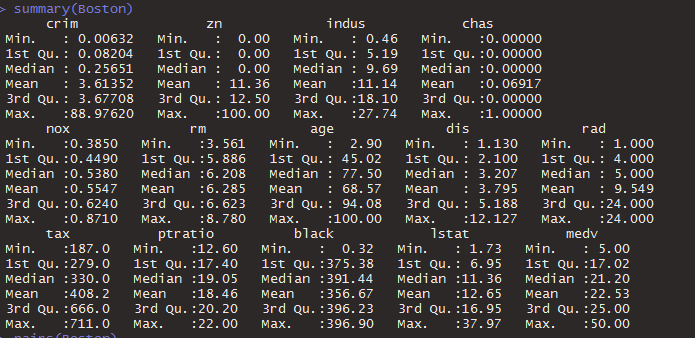 > summary(Boston)
crim zn indus chas
Min. : 0.00632 Min. : 0.00 Min. : 0.46 Min. :0.00000
1st Qu.: 0.08204 1st Qu.: 0.00 1st Qu.: 5.19 1st Qu.:0.00000
Median : 0.25651 Median : 0.00 Median : 9.69 Median :0.00000
Mean : 3.61352 Mean : 11.36 Mean :11.14 Mean :0.06917
3rd Qu.: 3.67708 3rd Qu.: 12.50 3rd Qu.:18.10 3rd Qu.:0.00000
Max. :88.97620 Max. :100.00 Max. :27.74 Max. :1.00000
nox rm age dis rad
Min. :0.3850 Min. :3.561 Min. : 2.90 Min. : 1.130 Min. : 1.000
1st Qu.:0.4490 1st Qu.:5.886 1st Qu.: 45.02 1st Qu.: 2.100 1st Qu.: 4.000
Median :0.5380 Median :6.208 Median : 77.50 Median : 3.207 Median : 5.000
Mean :0.5547 Mean :6.285 Mean : 68.57 Mean : 3.795 Mean : 9.549
3rd Qu.:0.6240 3rd Qu.:6.623 3rd Qu.: 94.08 3rd Qu.: 5.188 3rd Qu.:24.000
Max. :0.8710 Max. :8.780 Max. :100.00 Max. :12.127 Max. :24.000
tax ptratio black lstat medv
Min. :187.0 Min. :12.60 Min. : 0.32 Min. : 1.73 Min. : 5.00
1st Qu.:279.0 1st Qu.:17.40 1st Qu.:375.38 1st Qu.: 6.95 1st Qu.:17.02
Median :330.0 Median :19.05 Median :391.44 Median :11.36 Median :21.20
Mean :408.2 Mean :18.46 Mean :356.67 Mean :12.65 Mean :22.53
3rd Qu.:666.0 3rd Qu.:20.20 3rd Qu.:396.23 3rd Qu.:16.95 3rd Qu.:25.00
Max. :711.0 Max. :22.00 Max. :396.90 Max. :37.97 Max. :50.00
> pairs(Boston)